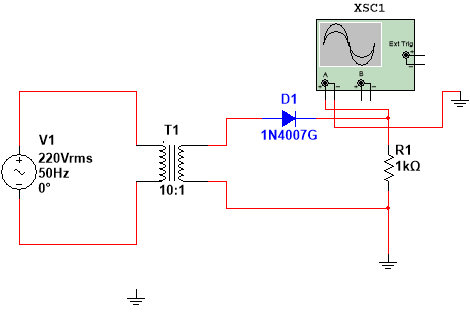 XSC1
Ext Trig
+
−
A
B
+ − + −
D1
1N4007G
V1
220Vrms
50Hz
0°
T1
10:1
R1
1kΩ